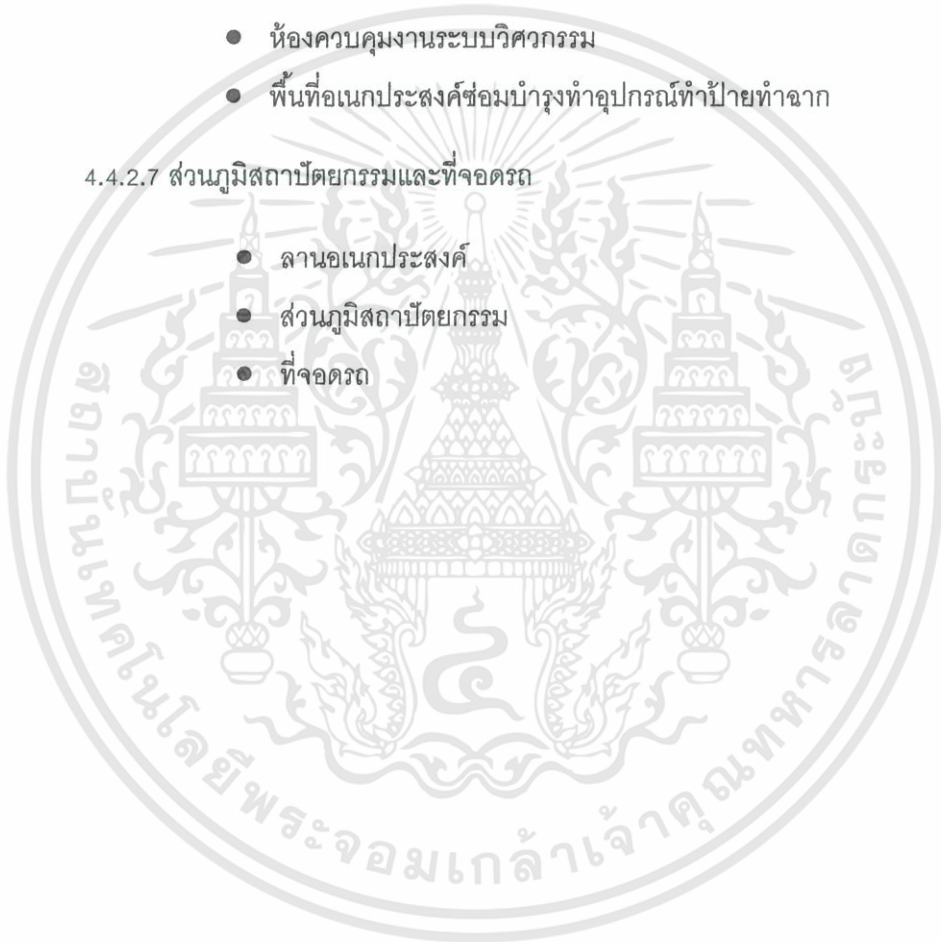 ● ห้องควบคุมงานระบบวิศวกรรม
● พื้นที่อเนกประสงค์ซ่อมบำรุงทำอุปกรณ์ทำป้ายทำฉาก
4.4.2.7 ส่วนภูมิสถาปัตยกรรมและที่จอดรถ
● ลานอเนกประสงค์
● ส่วนภูมิสถาปัตยกรรม
● ที่จอดรถ
สถาบันเทคโนโลยีพระจอมเกล้าเจ้าคุณทหารลาดกระบัง
๔